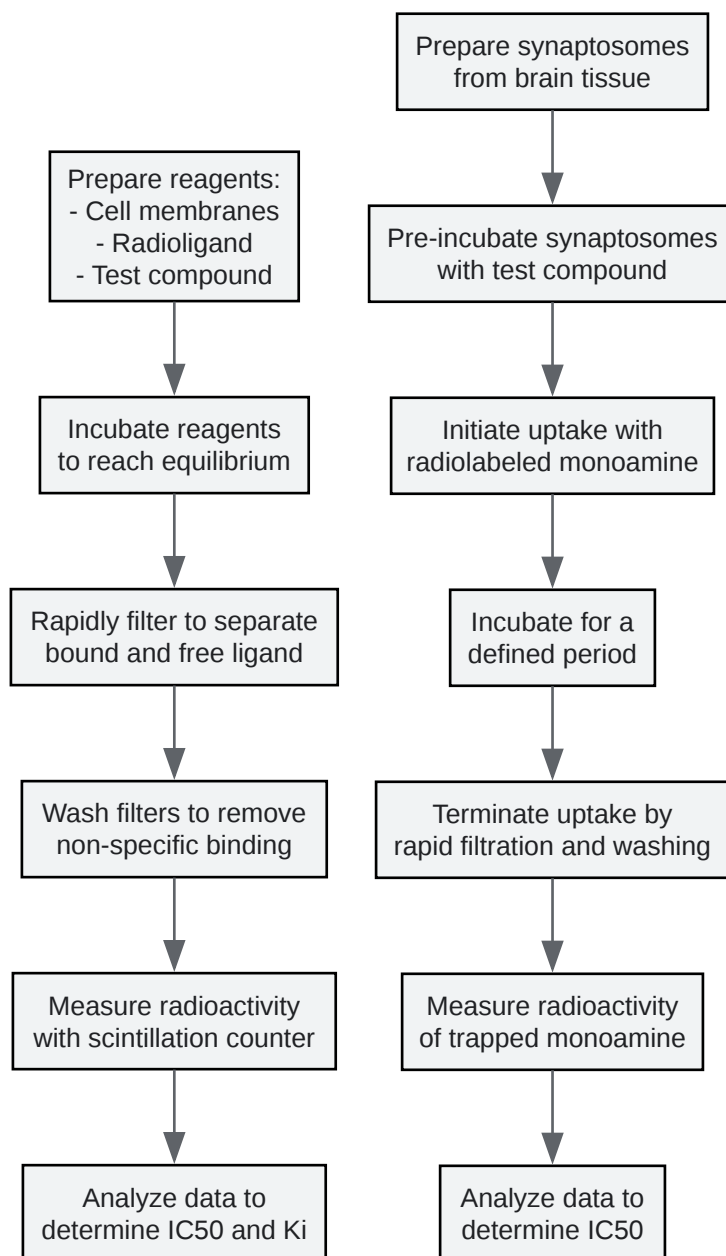 Prepare reagents:
- Cell membranes
- Radioligand
- Test compound
Incubate reagents
to reach equilibrium
Rapidly filter to separate
bound and free ligand
Wash filters to remove
non-specific binding
Measure radioactivity
with scintillation counter
Analyze data to
determine IC50 and Ki
Prepare synaptosomes
from brain tissue
Pre-incubate synaptosomes
with test compound
Initiate uptake with
radiolabeled monoamine
Incubate for a
defined period
Terminate uptake by
rapid filtration and washing
Measure radioactivity
of trapped monoamine
Analyze data to
determine IC50